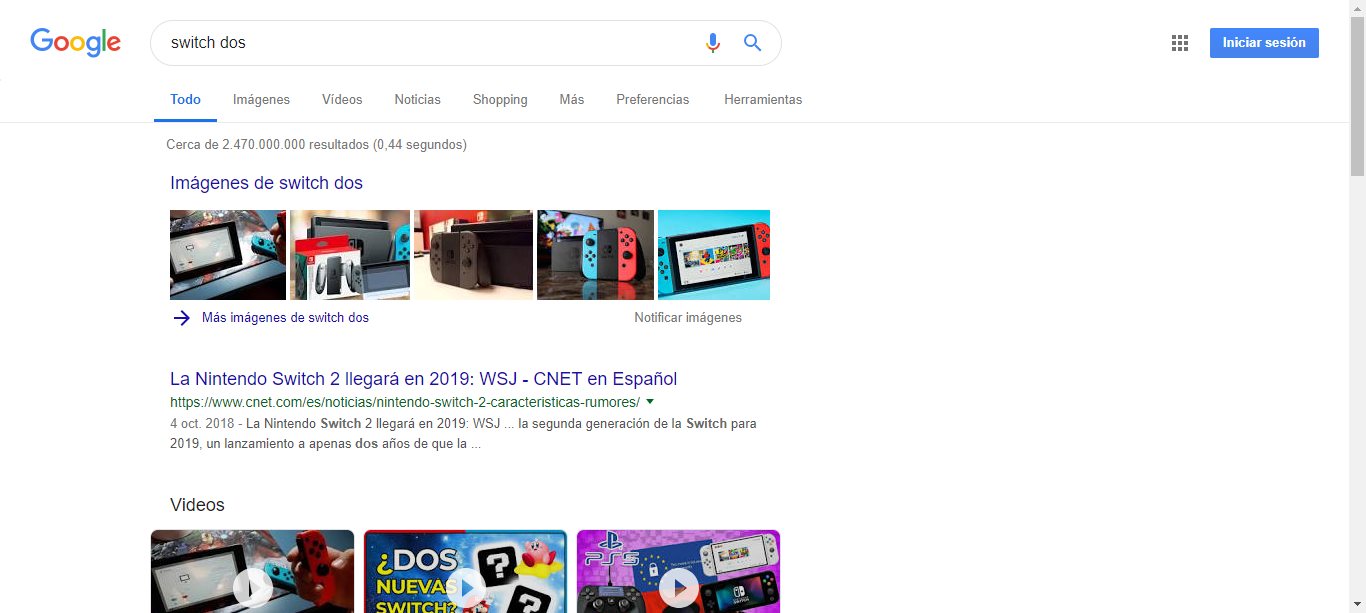 Google
switch dos
Iniciar sesión
Todo Imágenes Vídeos Noticias Shopping Más Preferencias Herramientas
Cerca de 2.470.000.000 resultados (0,44 segundos)
Imágenes de switch dos
Más imágenes de switch dos
Notificar imágenes
La Nintendo Switch 2 llegará en 2019: WSJ - CNET en Español
https://www.cnet.com/es/noticias/nintendo-switch-2-caracteristicas-rumores/
4 oct. 2018 - La Nintendo Switch 2 llegará en 2019: WSJ ... la segunda generación de la Switch para
2019, un lanzamiento a apenas dos años de que la ...
Videos
¿DOS
NUEVAS
SWITCH?
PS5